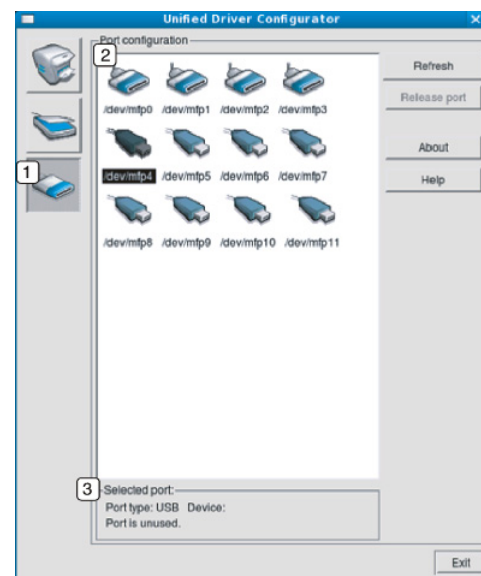 Unified Driver Configurator
Port configuration
2
/dev/mfp0 /dev/mfp1 /dev/mfp2 /dev/mfp3
Refresh
Release port
About
1
/dev/mfp4 /dev/mfp5 /dev/mfp6 /dev/mfp7
Help
/dev/mfp8 /dev/mfp9 /dev/mfp10 /dev/mfp11
3
Selected port:
Port type: USB Device:
Port is unused.
Exit